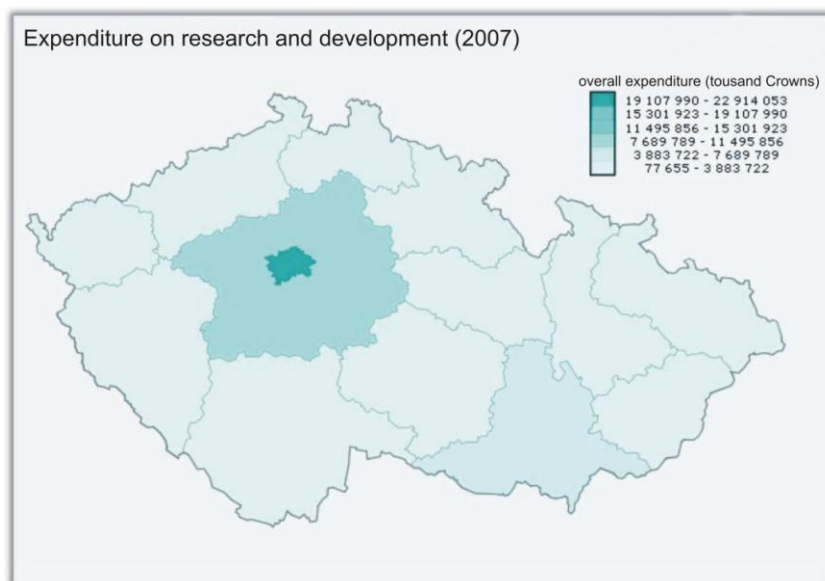 Expenditure on research and development (2007)
overall expenditure (tousand Crowns)
19 107 990 - 22 914 053
15 301 923 - 19 107 990
11 495 856 - 15 301 923
7 689 789 - 11 495 856
3 883 722 - 7 689 789
77 655 - 3 883 722